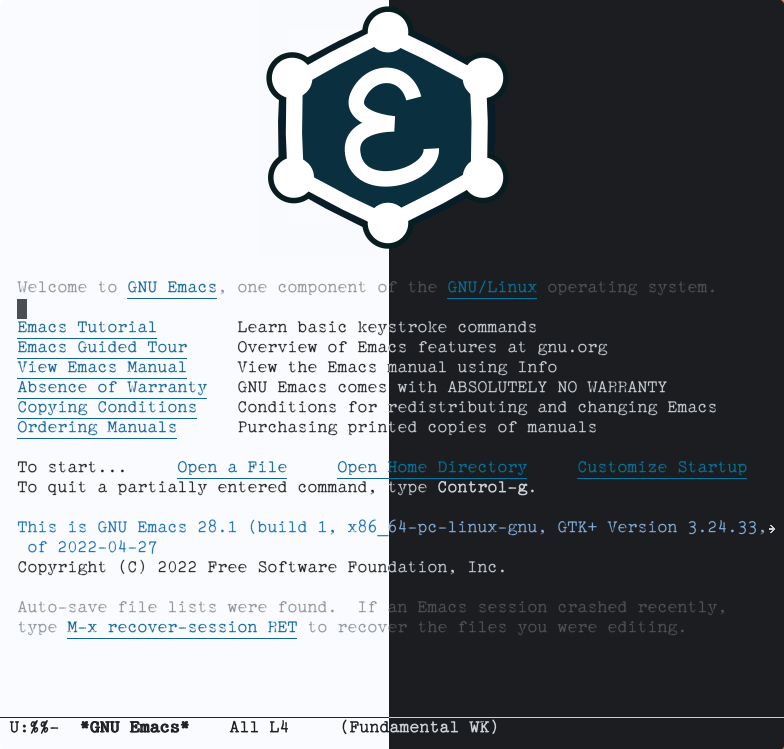 Ɛ
Welcome to GNU Emacs, one component of the GNU/Linux operating system.
Emacs Tutorial Learn basic keystroke commands
Emacs Guided Tour Overview of Emacs features at gnu.org
View Emacs Manual View the Emacs manual using Info
Absence of Warranty GNU Emacs comes with ABSOLUTELY NO WARRANTY
Copying Conditions Conditions for redistributing and changing Emacs
Ordering Manuals Purchasing printed copies of manuals
To start... Open a File Open Home Directory Customize Startup
To quit a partially entered command, type Control-g.
This is GNU Emacs 28.1 (build 1, x86_64-pc-linux-gnu, GTK+ Version 3.24.33,
of 2022-04-27
Copyright (C) 2022 Free Software Foundation, Inc.
Auto-save file lists were found. If an Emacs session crashed recently,
type M-x recover-session RET to recover the files you were editing.
U:%%- *GNU Emacs* All L4 (Fundamental WK)